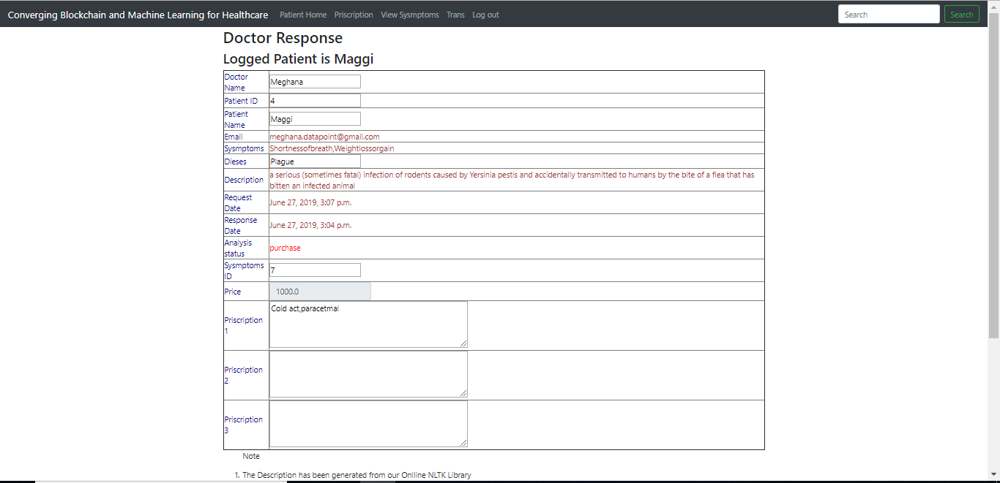 Converging Blockchain and Machine Learning for Healthcare Patient Home Priscription View Sysmptoms Trans Log out Search Search
Doctor Response
Logged Patient is Maggi
Doctor
Name
Meghana
Patient ID 4
Patient
Name
Maggi
Email meghana.datapoint@gmail.com
Sysmptoms Shortnessofbreath,Weightlossorgain
Dieses Plague
Description
a serious (sometimes fatal) infection of rodents caused by Yersinia pestis and accidentally transmitted to humans by the bite of a flea that has
bitten an infected animal
Request
Date
June 27, 2019, 3:07 p.m.
Response
Date
June 27, 2019, 3:04 p.m.
Analysis
status
purchase
Sysmptoms
ID
7
Price 1000.0
Priscription
1
Cold act,paracetmal
Priscription
2
Priscription
3
Note
1. The Description has been generated from our Onlline NLTK Library